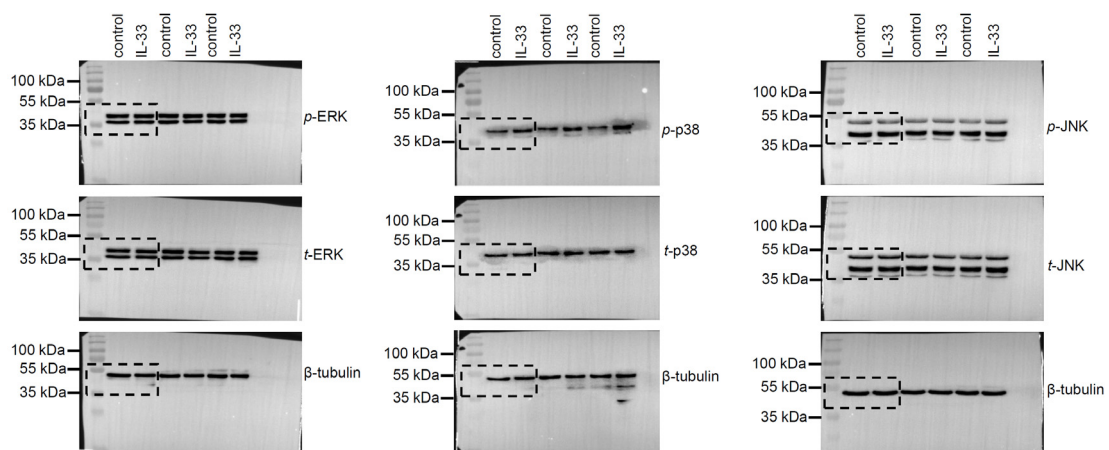 control IL-33 control IL-33 control IL-33
100 kDa
55 kDa
35 kDa
p-ERK
100 kDa
55 kDa
35 kDa
t-ERK
100 kDa
55 kDa
35 kDa
β-tubulin
control IL-33 control IL-33 control IL-33
100 kDa
55 kDa
35 kDa
p-p38
100 kDa
55 kDa
35 kDa
t-p38
100 kDa
55 kDa
35 kDa
β-tubulin
control IL-33 control IL-33 control IL-33
100 kDa
55 kDa
35 kDa
p-JNK
100 kDa
55 kDa
35 kDa
t-JNK
100 kDa
55 kDa
35 kDa
β-tubulin